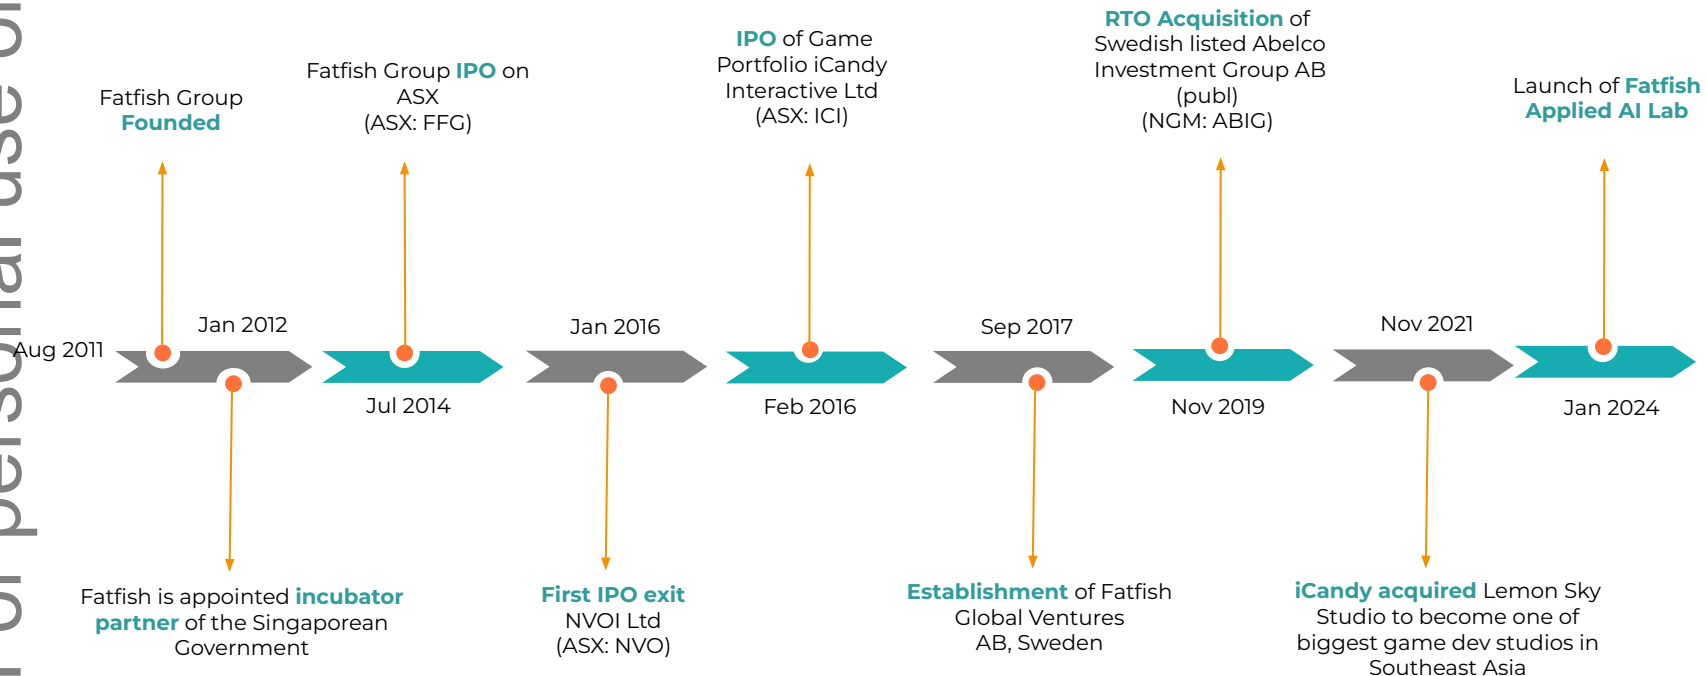 For personal use on
Fatfish Group
Founded
Aug 2011
Jan 2012
Fatfish is appointed incubator
partner of the Singaporean
Government
Fatfish Group IPO on
ASX
(ASX: FFG)
Jul 2014
Jan 2016
First IPO exit
NVOI Ltd
(ASX: NVO)
IPO of Game
Portfolio iCandy
Interactive Ltd
(ASX: ICI)
Feb 2016
Sep 2017
Establishment of Fatfish
Global Ventures
AB, Sweden
RTO Acquisition of
Swedish listed Abelco
Investment Group AB
(publ)
(NGM: ABIG)
Nov 2019
Nov 2021
iCandy acquired Lemon Sky
Studio to become one of
biggest game dev studios in
Southeast Asia
Launch of Fatfish
Applied AI Lab
Jan 2024